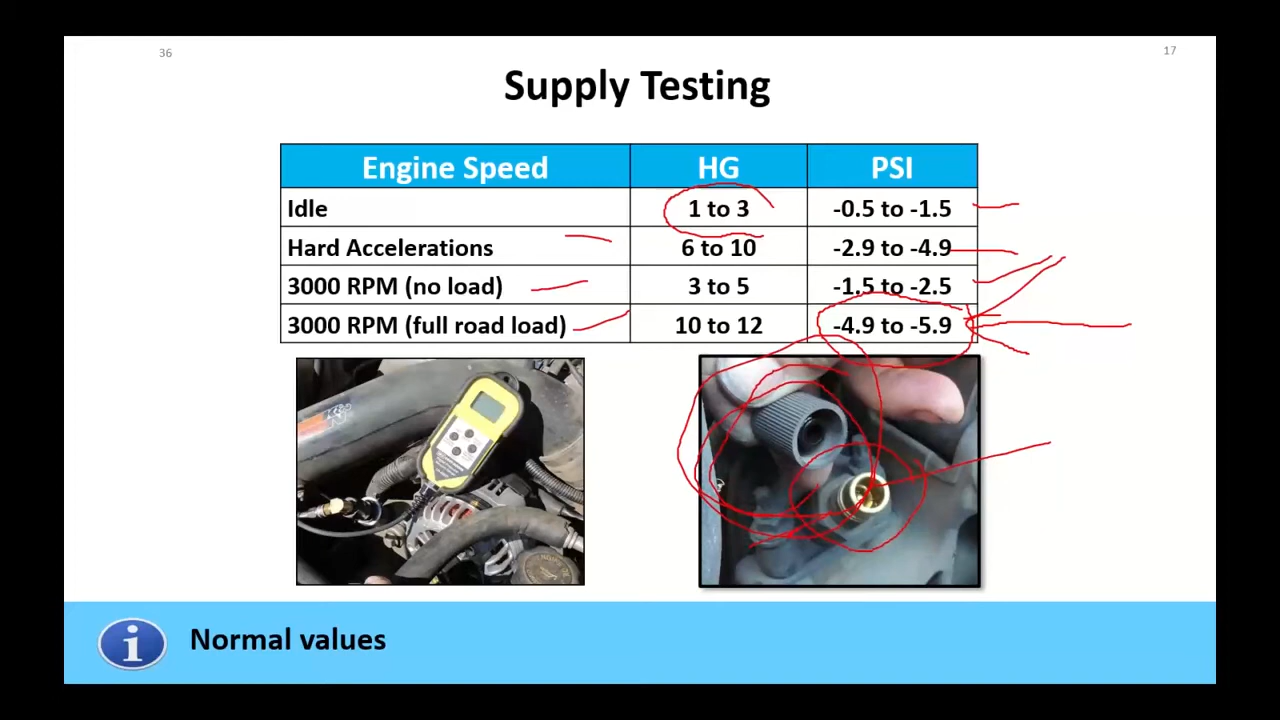 36
17
Supply Testing
Engine Speed HG PSI
Idle 1 to 3 -0.5 to -1.5
Hard Accelerations 6 to 10 -2.9 to -4.9
3000 RPM (no load) 3 to 5 -1.5 to -2.5
3000 RPM (full road load) 10 to 12 -4.9 to -5.9
Normal values